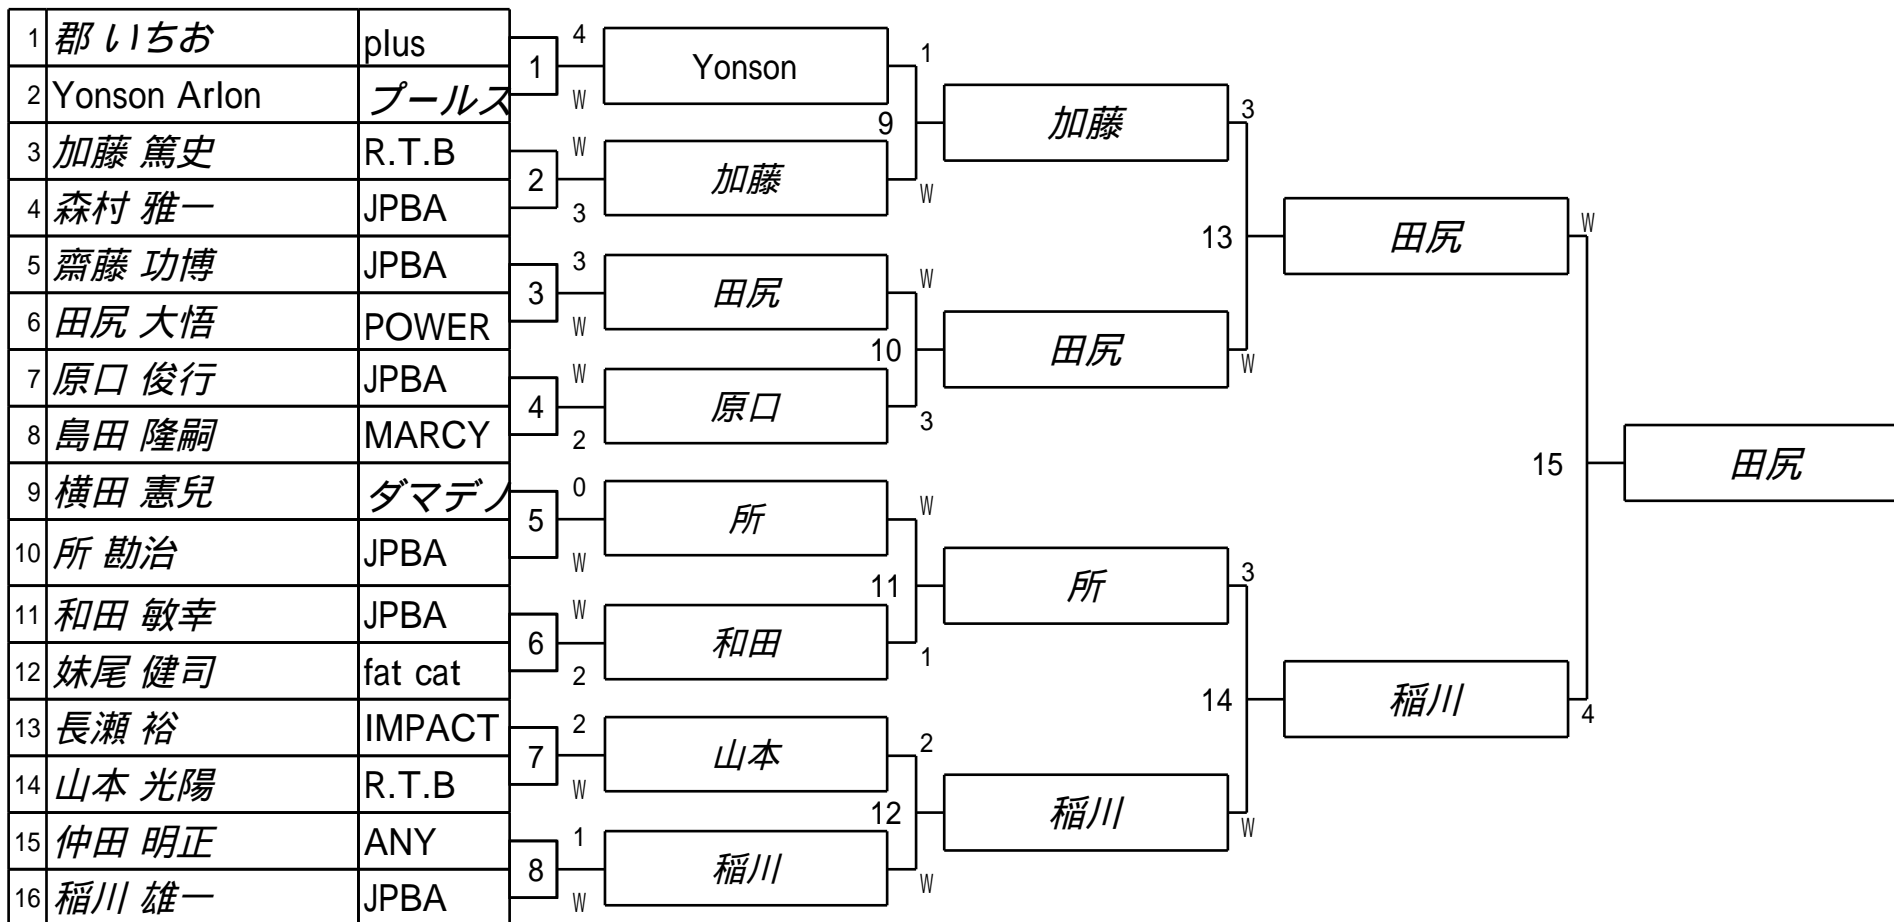 1 郡 いちお plus
2 Yonson Arlon プールス
3 加藤 篤史 R.T.B
4 森村 雅一 JPBA
5 齋藤 功博 JPBA
6 田尻 大悟 POWER
7 原口 俊行 JPBA
8 島田 隆嗣 MARCY
9 横田 憲兒 ダマデノ
10 所 勘治 JPBA
11 和田 敏幸 JPBA
12 妹尾 健司 fat cat
13 長瀬 裕 IMPACT
14 山本 光陽 R.T.B
15 仲田 明正 ANY
16 稲川 雄一 JPBA
4
1
W
W
2
3
3
3
W
W
4
2
0
5
W
W
6
2
2
7
W
1
8
W
Yonson
加藤
田尻
原口
所
和田
山本
稲川
1
9
W
W
10
3
W
11
1
2
12
W
加藤
田尻
所
稲川
3
13
W
3
14
W
田尻
稲川
W
15
4
田尻